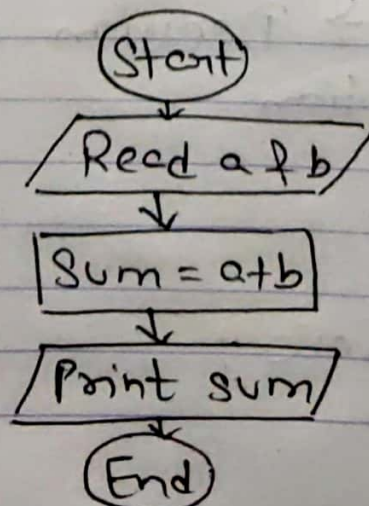 Start
Read a & b
Sum = a+b
Print sum
End